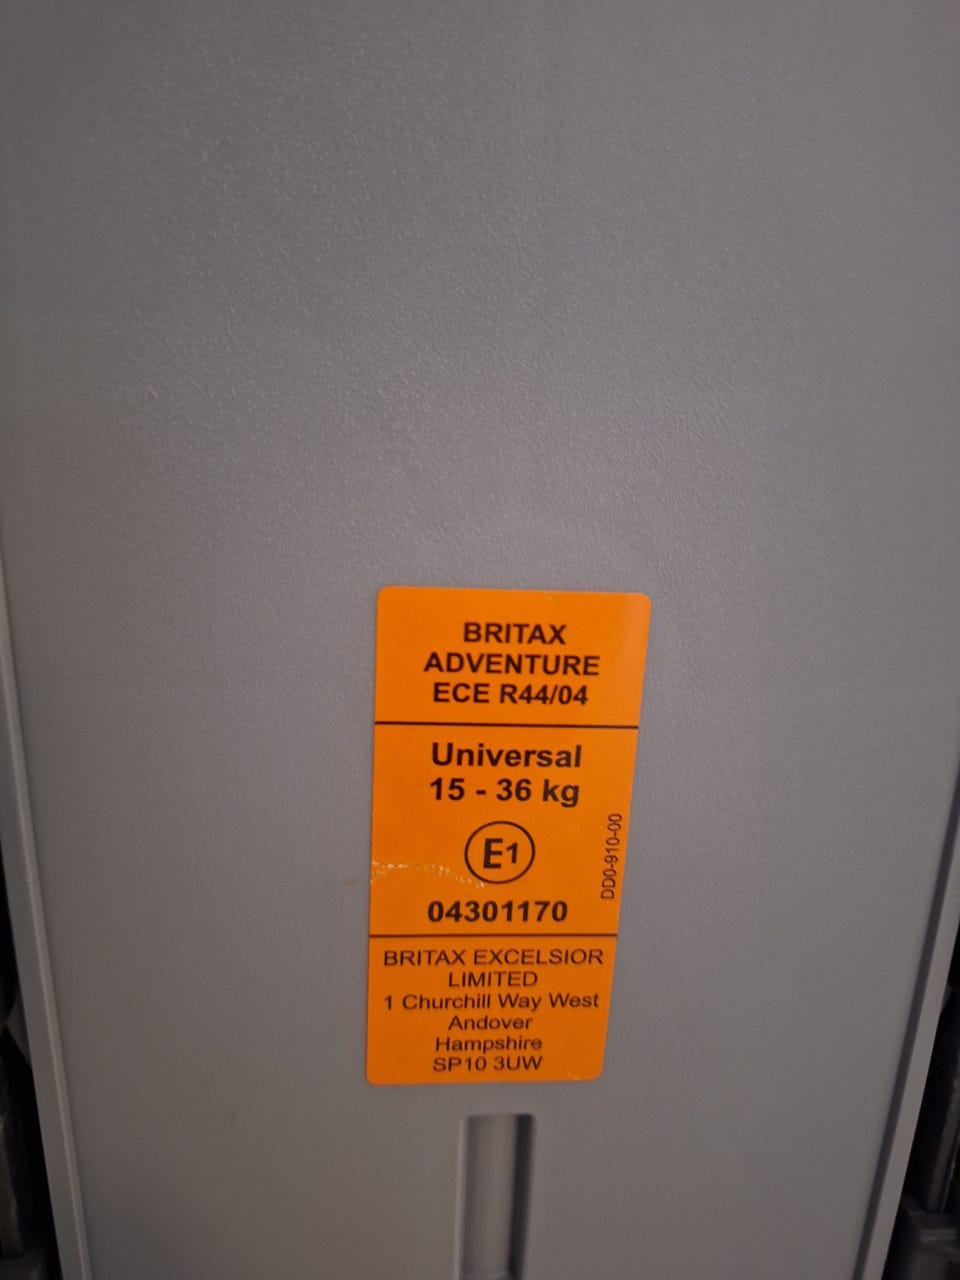 BRITAX
ADVENTURE
ECE R44/04
Universal
15 - 36 kg
E1
04301170
DD0-910-00
BRITAX EXCELSIOR
LIMITED
1 Churchill Way West
Andover
Hampshire
SP10 3UW